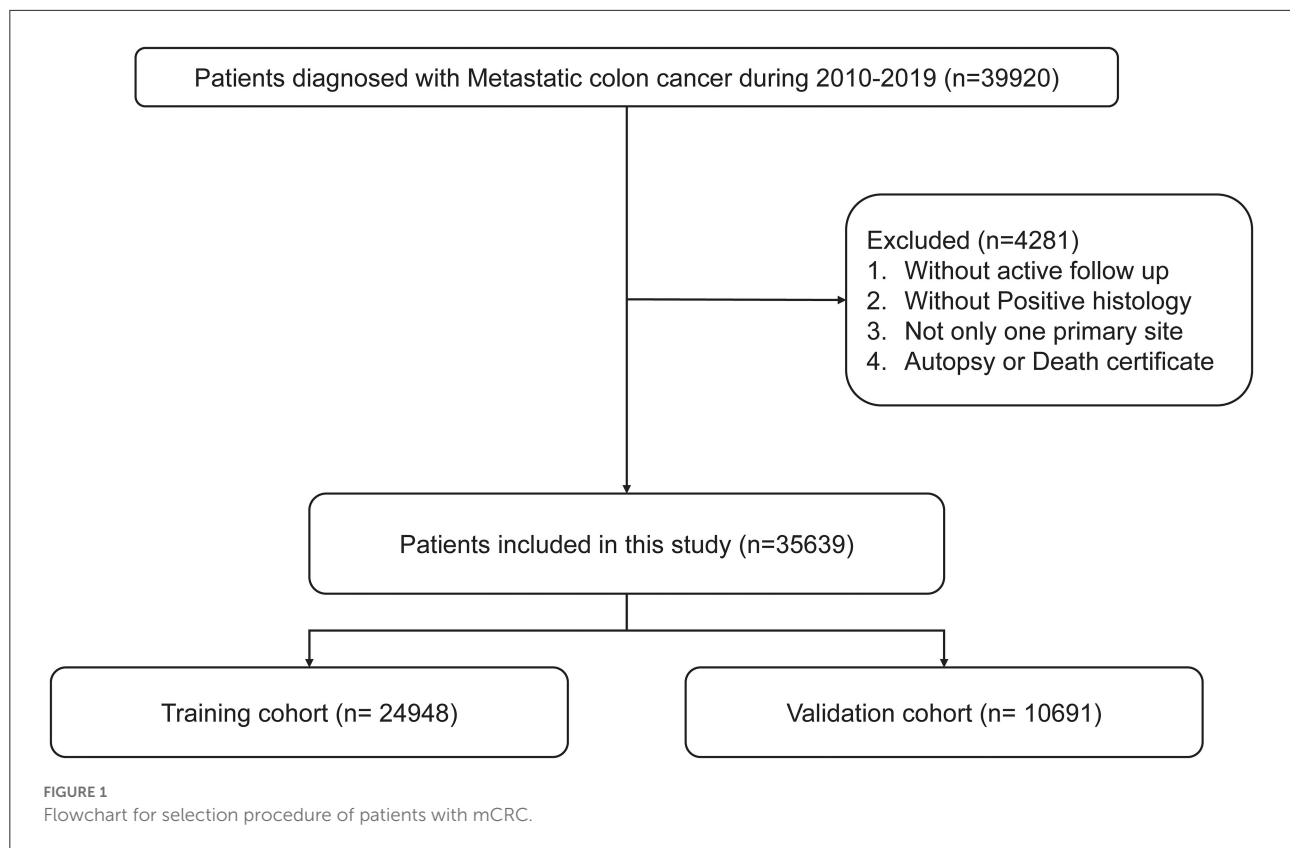 Patients diagnosed with Metastatic colon cancer during 2010-2019 (n=39920)
Excluded (n=4281)
1. Without active follow up
2. Without Positive histology
3. Not only one primary site
4. Autopsy or Death certificate
Patients included in this study (n=35639)
Training cohort (n= 24948)
Validation cohort (n= 10691)
FIGURE 1
Flowchart for selection procedure of patients with mCRC.